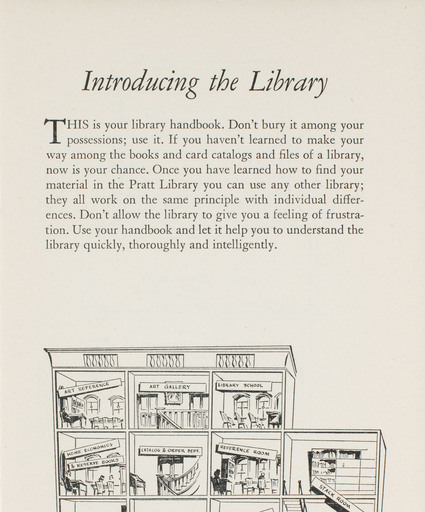 Introducing the Library
THIS is your library handbook. Don't bury it among your
possessions; use it. If you haven't learned to make your
way among the books and card catalogs and files of a library,
now is your chance. Once you have learned how to find your
material in the Pratt Library you can use any other library;
they all work on the same principle with individual differ-
ences. Don't allow the library to give you a feeling of frustra-
tion. Use your handbook and let it help you to understand the
library quickly, thoroughly and intelligently.
ART REFERENCE
ART GALLERY
LIBRARY SCHOOL
HOME ECONOMICS
& RESERVE BOOKS
CATALOG & ORDER DEPT.
REFERENCE ROOM
STACK ROOM